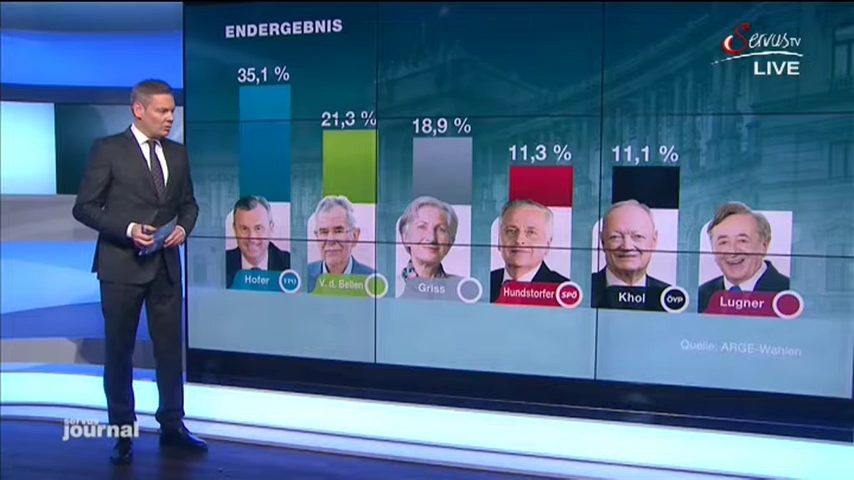 ENDERGEBNIS
ServusTV
LIVE
35,1 %
21,3 %
18,9 %
11,3 %
11,1 %
Hofer FPÖ
V. d. Bellen
Griss
Hundstorfer SPÖ
Khol ÖVP
Lugner
Quelle: ARGE-Wahlen
servus
journal